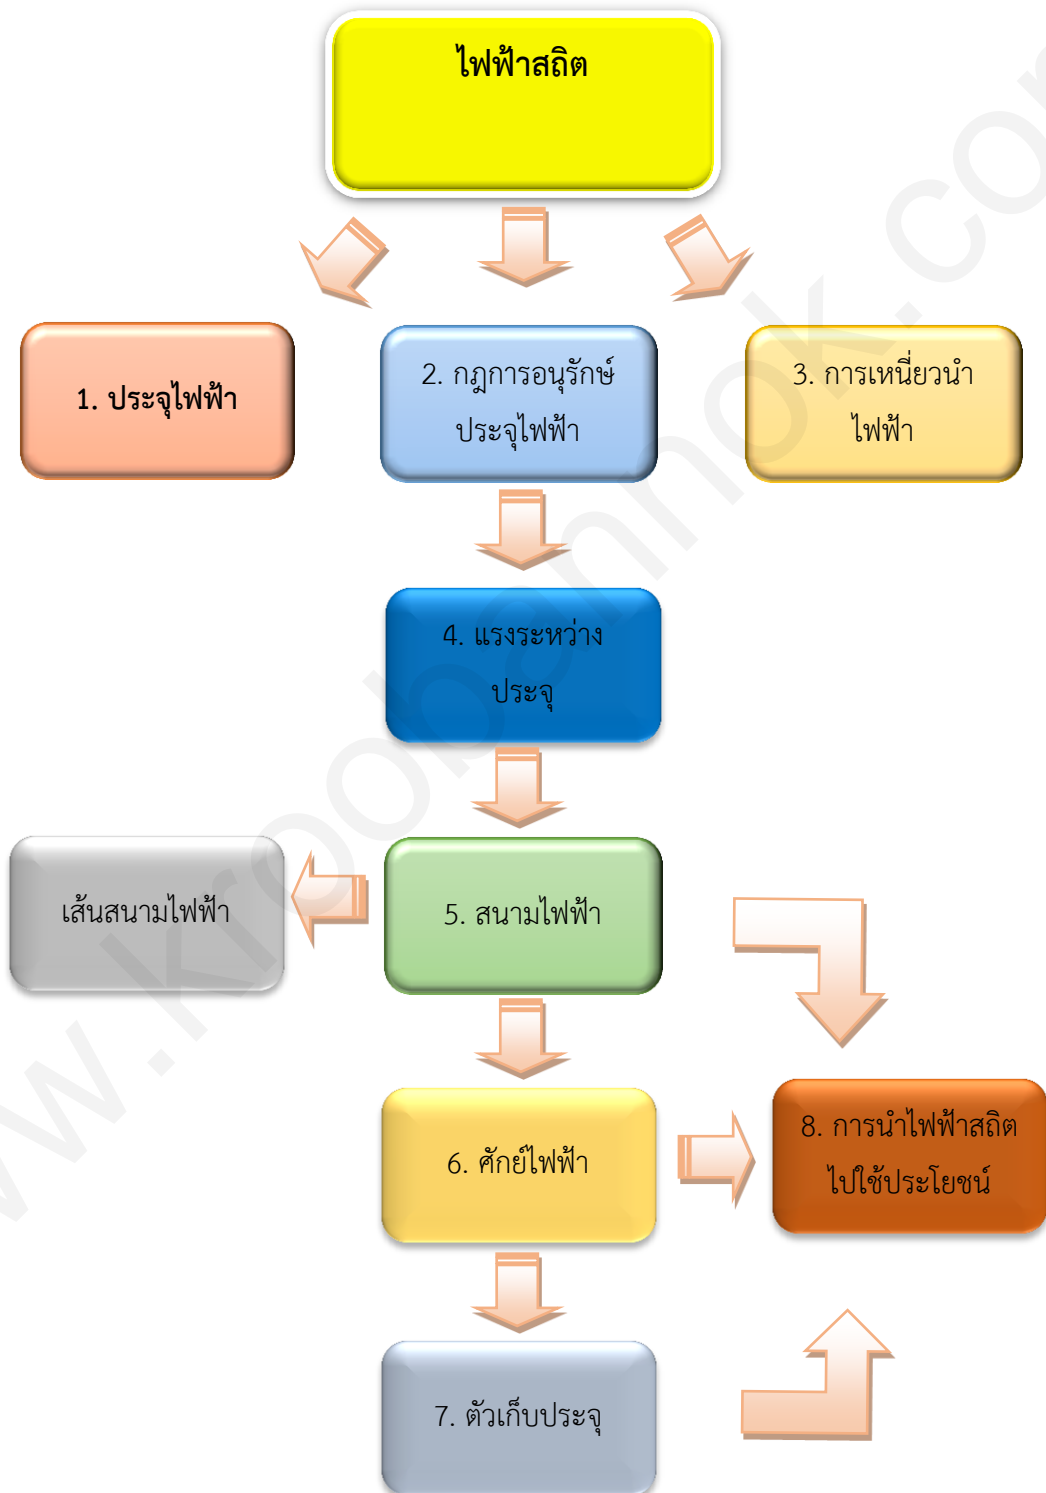 ไฟฟ้าสถิต
1. ประจุไฟฟ้า
2. กฎการอนุรักษ์
ประจุไฟฟ้า
3. การเหนี่ยวนำ
ไฟฟ้า
4. แรงระหว่าง
ประจุ
เส้นสนามไฟฟ้า
5. สนามไฟฟ้า
6. ศักย์ไฟฟ้า
8. การนำไฟฟ้าสถิต
ไปใช้ประโยชน์
7. ตัวเก็บประจุ
w.kroobannok.com